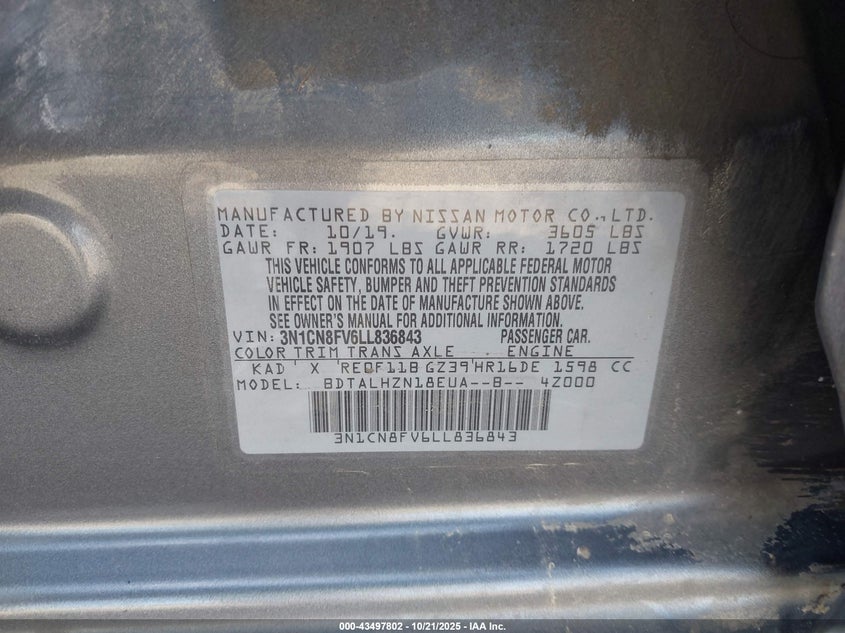 MANUFACTURED BY NISSAN MOTOR CO., LTD.
DATE: 10/19. GVWR: 3605 LBS
GAWR FR: 1907 LBS GAWR RR: 1720 LBS
THIS VEHICLE CONFORMS TO ALL APPLICABLE FEDERAL MOTOR
VEHICLE SAFETY, BUMPER AND THEFT PREVENTION STANDARDS
IN EFFECT ON THE DATE OF MANUFACTURE SHOWN ABOVE.
SEE OWNER'S MANUAL FOR ADDITIONAL INFORMATION.
VIN: 3N1CN8FV6LL836843 PASSENGER CAR.
COLOR TRIM TRANS AXLE ENGINE
KAD X RE0F11B GZ39 HR16DE 1598 CC
MODEL: BDTALHZN18EUA--B-- 4Z000
3N1CN8FV6LL836843
000-43497802 - 10/21/2025 - IAA Inc.